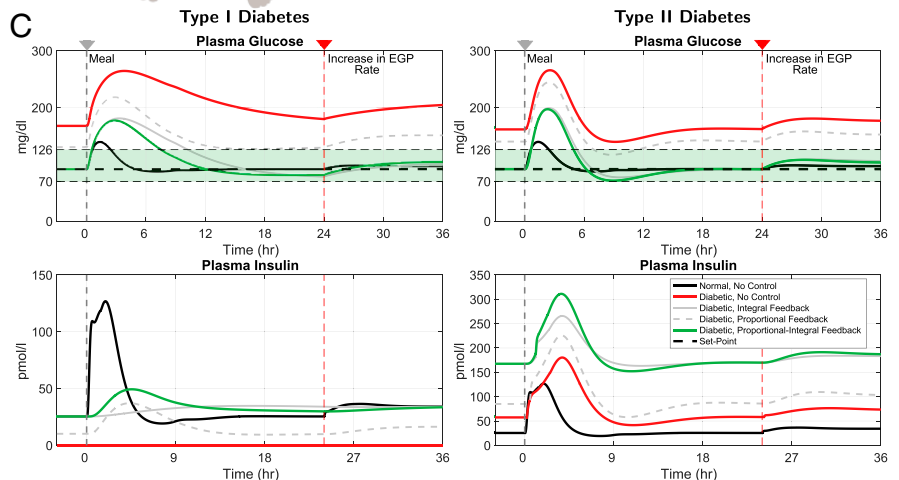 C
Type I Diabetes
Type II Diabetes
Plasma Glucose
Meal
Increase in EGP
Rate
mg/dl
300
200
126
70
0
0 6 12 18 24 30 36
Time (hr)
Plasma Glucose
Meal
Increase in EGP
Rate
mg/dl
300
200
126
70
0
0 6 12 18 24 30 36
Time (hr)
Plasma Insulin
pmol/l
150
100
50
0
0 9 18 27 36
Time (hr)
Plasma Insulin
pmol/l
350
300
250
200
150
100
50
0
Normal, No Control
Diabetic, No Control
Diabetic, Integral Feedback
Diabetic, Proportional Feedback
Diabetic, Proportional-Integral Feedback
Set-Point
0 9 18 27 36
Time (hr)